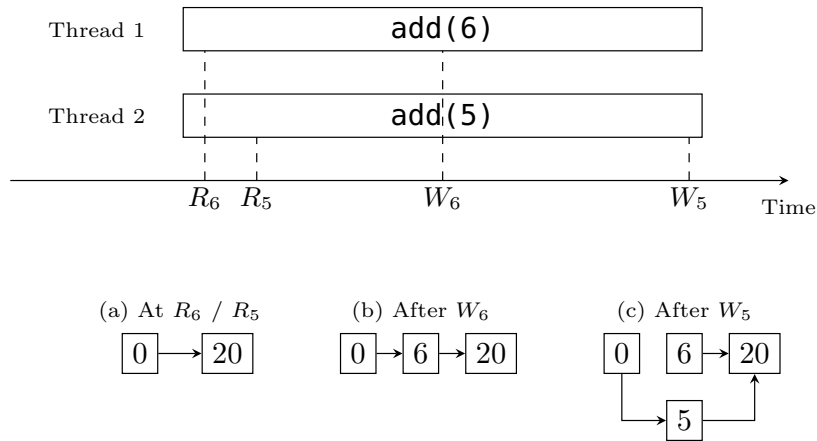 Thread 1 add(6)
Thread 2 add(5)
R₆ R₅ W₆ W₅ Time
(a) At R₆ / R₅ (b) After W₆ (c) After W₅
0 20 0 6 20 0 6 20
5